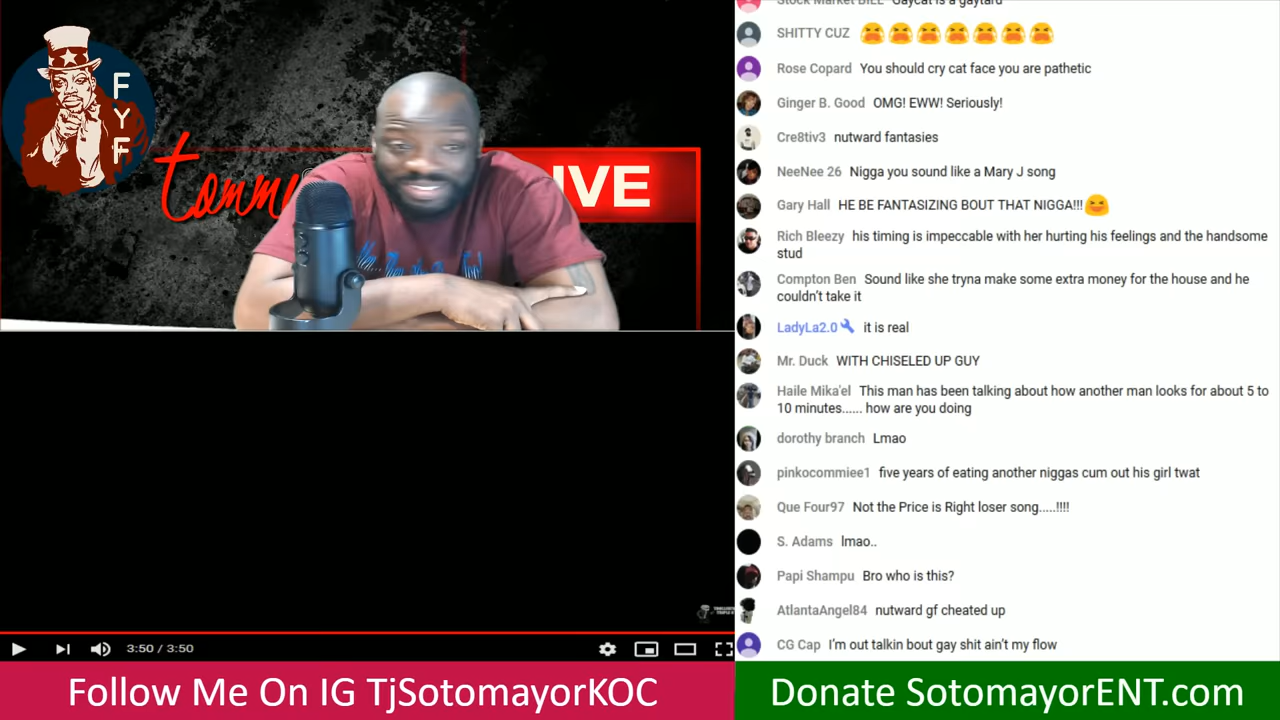 F
Y
F
tommy
IVE
3:50 / 3:50
Follow Me On IG TjSotomayorKOC
SHITTY CUZ 😫😫😫😫😫😫😫
Rose Copard You should cry cat face you are pathetic
Ginger B. Good OMG! EWW! Seriously!
Cre8tiv3 nutward fantasies
NeeNee 26 Nigga you sound like a Mary J song
Gary Hall HE BE FANTASIZING BOUT THAT NIGGA!!!😆
Rich Bleezy his timing is impeccable with her hurting his feelings and the handsome
stud
Compton Ben Sound like she tryna make some extra money for the house and he
couldn't take it
LadyLa2.0 it is real
Mr. Duck WITH CHISELED UP GUY
Haile Mika'el This man has been talking about how another man looks for about 5 to
10 minutes...... how are you doing
dorothy branch Lmao
pinkocommiee1 five years of eating another niggas cum out his girl twat
Que Four97 Not the Price is Right loser song.....!!!!
S. Adams lmao..
Papi Shampu Bro who is this?
AtlantaAngel84 nutward gf cheated up
CG Cap I'm out talkin bout gay shit ain't my flow
Donate SotomayorENT.com